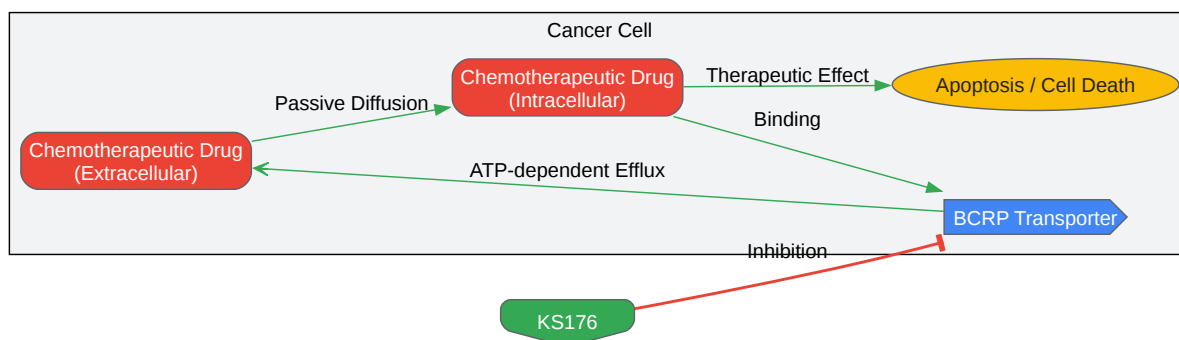 Cancer Cell
Chemotherapeutic Drug
(Intracellular)
Therapeutic Effect
Apoptosis / Cell Death
Passive Diffusion
Binding
Chemotherapeutic Drug
(Extracellular)
ATP-dependent Efflux
BCRP Transporter
Inhibition
KS176